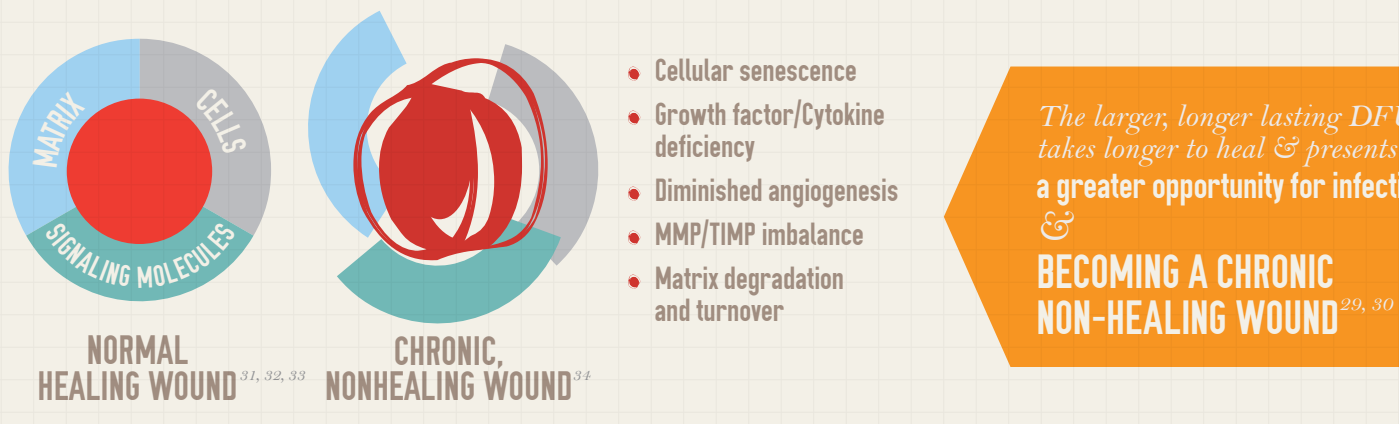 MATRIX
CELLS
SIGNALING MOLECULES
NORMAL
HEALING WOUND31, 32, 33
CHRONIC,
NONHEALING WOUND34
Cellular senescence
Growth factor/Cytokine
deficiency
Diminished angiogenesis
MMP/TIMP imbalance
Matrix degradation
and turnover
The larger, longer lasting
takes longer to heal & presents
a greater opportunity for
&
BECOMING A CHRONIC
NON-HEALING WOUND29, 30